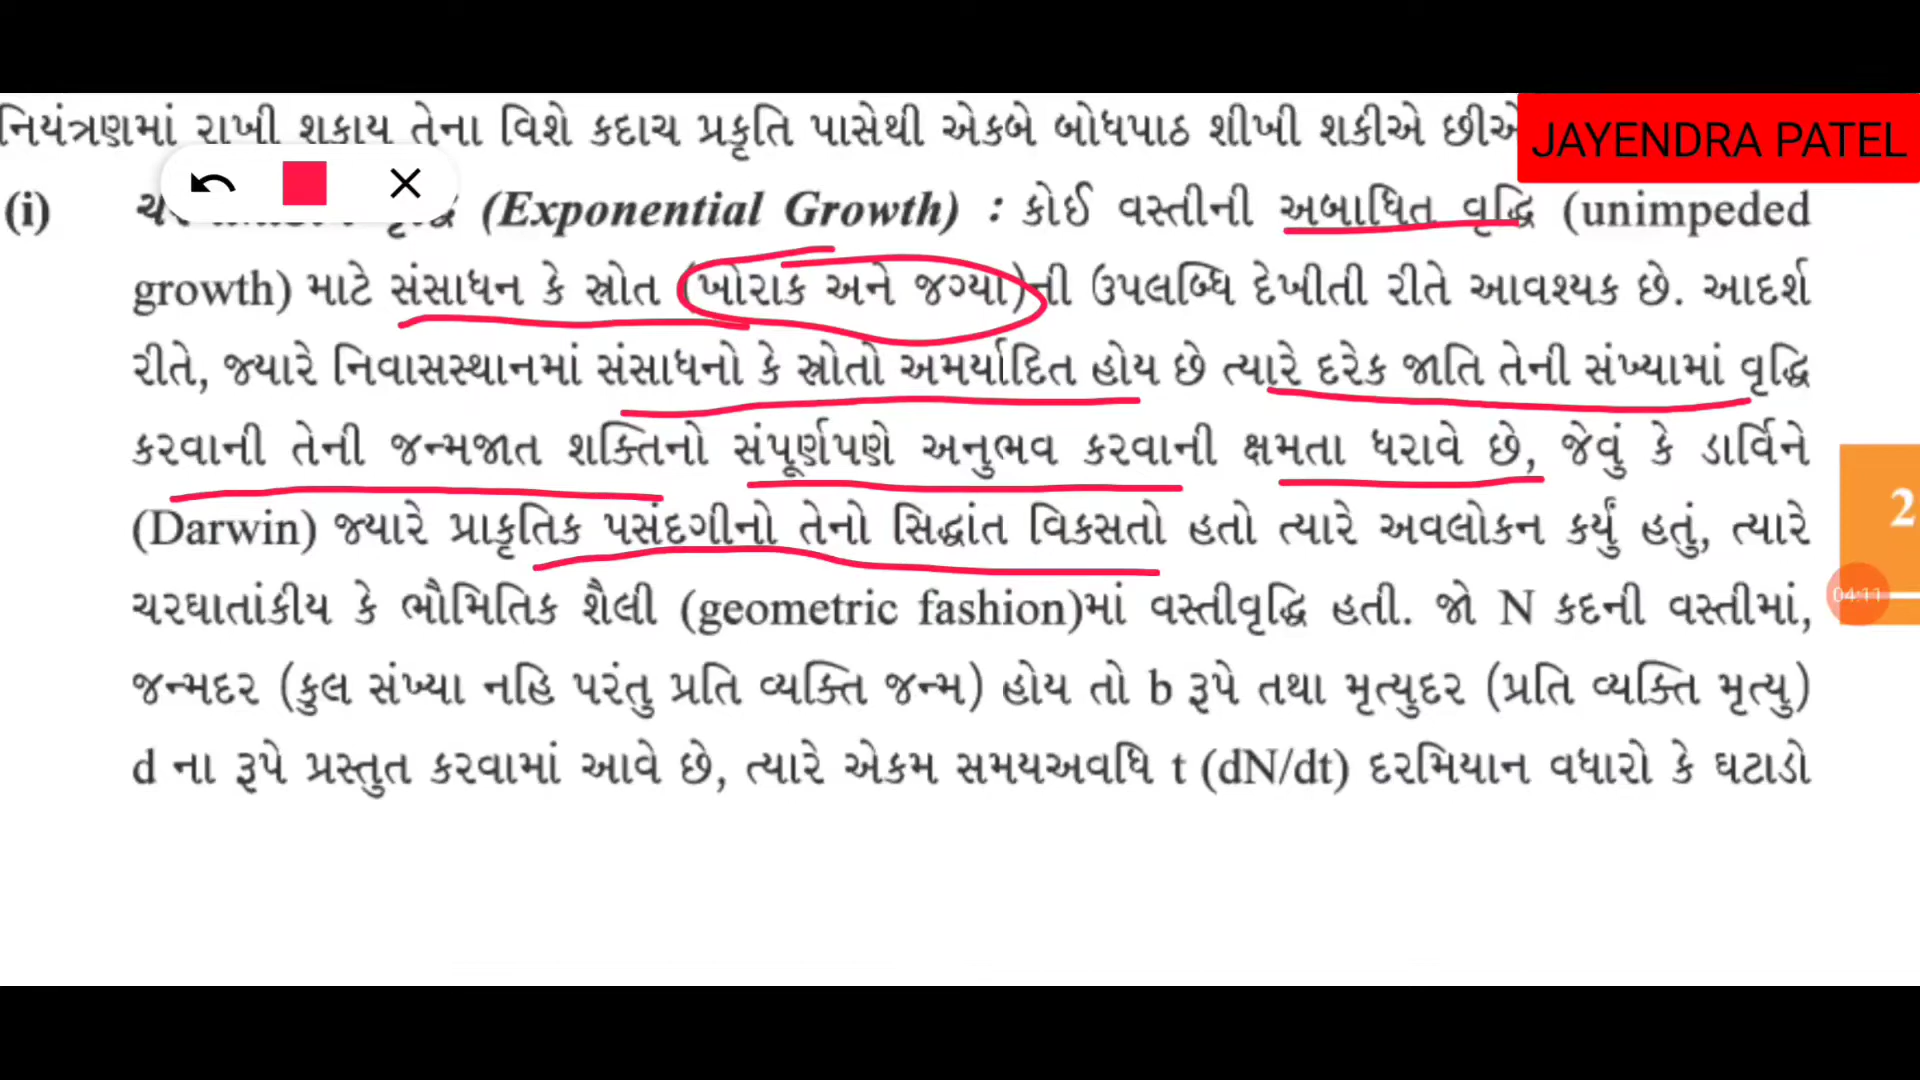 નિયંત્રણમાં રાખી શકાય તેના વિશે કદાચ પ્રકૃતિ પાસેથી એકબે બોધપાઠ શીખી શકીએ છીએ
JAYENDRA PATEL
(i) (Exponential Growth) : કોઈ વસ્તીની અબાધિત વૃદ્ધિ (unimpeded
growth) માટે સંસાધન કે સ્રોત (ખોરાક અને જગ્યા)ની ઉપલબ્ધિ દેખીતી રીતે આવશ્યક છે. આદર્શ
રીતે, જ્યારે નિવાસસ્થાનમાં સંસાધનો કે સ્રોતો અમર્યાદિત હોય છે ત્યારે દરેક જાતિ તેની સંખ્યામાં વૃદ્ધિ
કરવાની તેની જન્મજાત શક્તિનો સંપૂર્ણપણે અનુભવ કરવાની ક્ષમતા ધરાવે છે, જેવું કે ડાર્વિને
(Darwin) જ્યારે પ્રાકૃતિક પસંદગીનો તેનો સિદ્ધાંત વિકસતો હતો ત્યારે અવલોકન કર્યું હતું, ત્યારે
ચરઘાતાંકીય કે ભૌમિતિક શૈલી (geometric fashion)માં વસ્તીવૃદ્ધિ હતી. જો N કદની વસ્તીમાં,
જન્મદર (કુલ સંખ્યા નહિ પરંતુ પ્રતિ વ્યક્તિ જન્મ) હોય તો b રૂપે તથા મૃત્યુદર (પ્રતિ વ્યક્તિ મૃત્યુ)
d ના રૂપે પ્રસ્તુત કરવામાં આવે છે, ત્યારે એકમ સમયઅવધિ t (dN/dt) દરમિયાન વધારો કે ઘટાડો
2
04:11